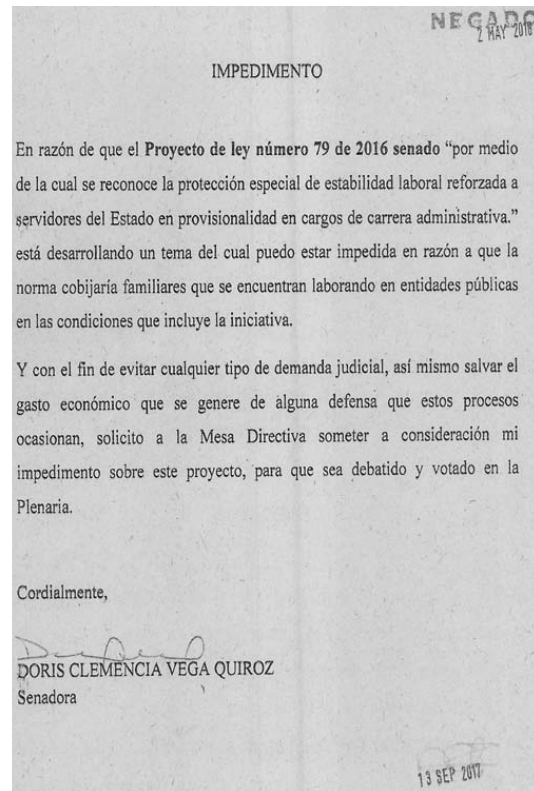 NEGADO
2 MAY 2018
IMPEDIMENTO
En razón de que el Proyecto de ley número 79 de 2016 senado “por medio
de la cual se reconoce la protección especial de estabilidad laboral reforzada a
servidores del Estado en provisionalidad en cargos de carrera administrativa.”
está desarrollando un tema del cual puedo estar impedida en razón a que la
norma cobijaría familiares que se encuentran laborando en entidades públicas
en las condiciones que incluye la iniciativa.
Y con el fin de evitar cualquier tipo de demanda judicial, así mismo salvar el
gasto económico que se genere de alguna defensa que estos procesos
ocasionan, solicito a la Mesa Directiva someter a consideración mi
impedimento sobre este proyecto, para que sea debatido y votado en la
Plenaria.
Cordialmente,
DORIS CLEMENCIA VEGA QUIROZ
Senadora
13 SEP 2017